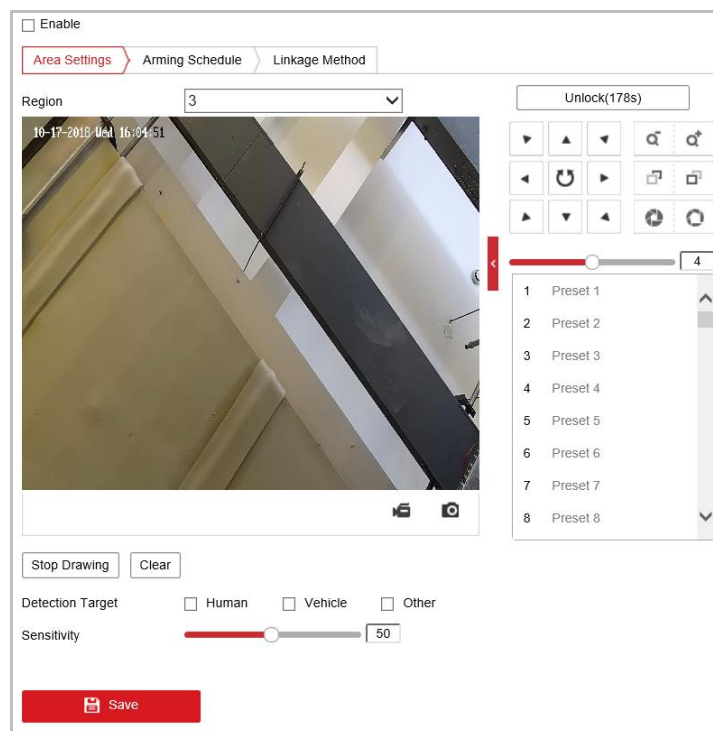 Enable
Area Settings Arming Schedule Linkage Method
Region 3
Unlock(178s)
10-17-2018 Wed 16:04:51
4
1 Preset 1
2 Preset 2
3 Preset 3
4 Preset 4
5 Preset 5
6 Preset 6
7 Preset 7
8 Preset 8
Stop Drawing Clear
Detection Target Human Vehicle Other
Sensitivity 50
Save